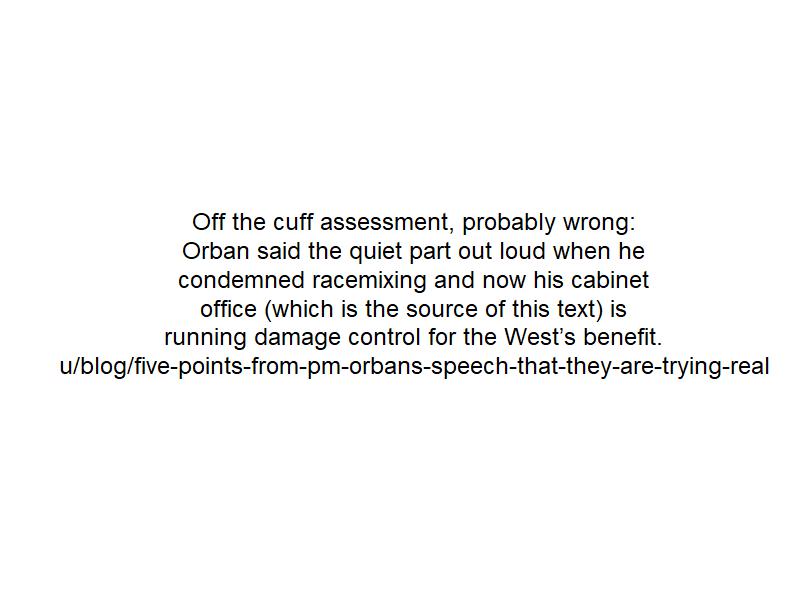 Off the cuff assessment, probably wrong:
Orban said the quiet part out loud when he
condemned racemixing and now his cabinet
office (which is the source of this text) is
running damage control for the West’s benefit.
u/blog/five-points-from-pm-orbans-speech-that-they-are-trying-real